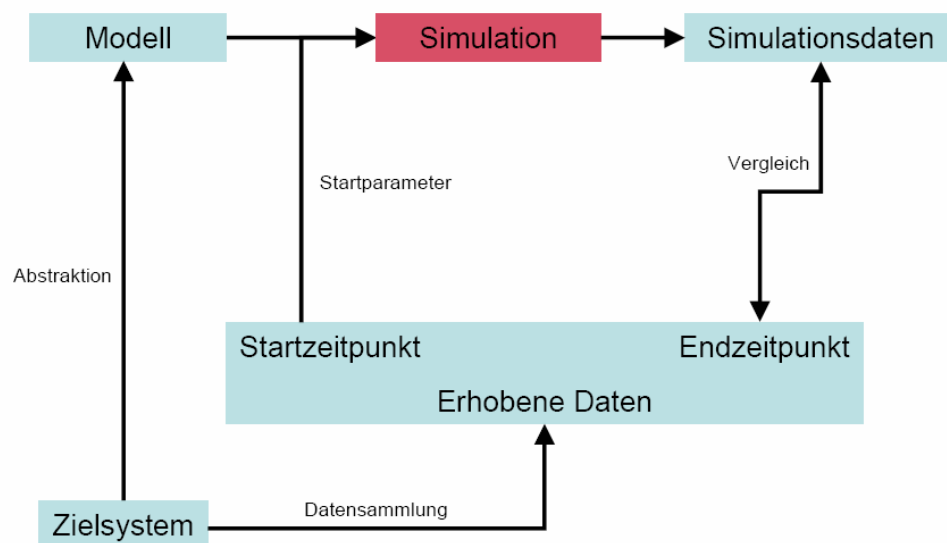 Modell
Simulation
Simulationsdaten
Vergleich
Startparameter
Abstraktion
Startzeitpunkt
Endzeitpunkt
Erhobene Daten
Datensammlung
Zielsystem